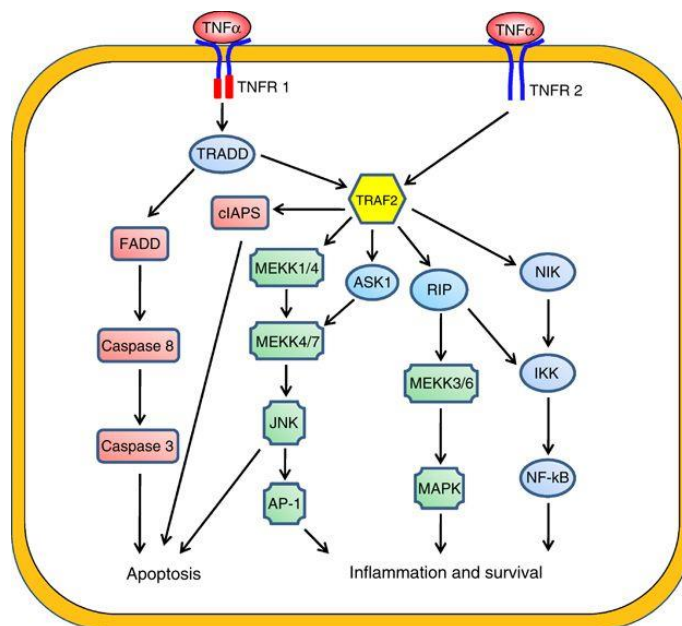 TNFα
TNFα
TNFR 1
TNFR 2
TRADD
TRAF2
cIAPS
FADD
MEKK1/4
ASK1
RIP
NIK
Caspase 8
MEKK4/7
MEKK3/6
IKK
Caspase 3
JNK
AP-1
MAPK
NF-kB
Apoptosis
Inflammation and survival